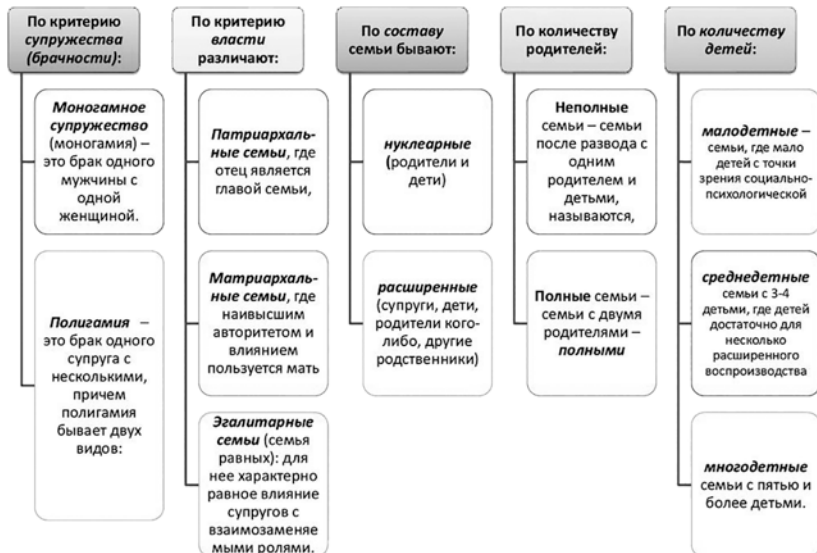 По критерию
супружества
(брачности):
Моногамное
супружество
(моногамия) –
это брак одного
мужчины с
одной
женщиной.
Полигамия –
это брак одного
супруга с
несколькими,
причем
полигамия
бывает двух
видов:
По критерию
власти
различают:
Патриархаль-
ные семьи, где
отец является
главой семьи,
Матриархаль-
ные семьи, где
наивысшим
авторитетом и
влиянием
пользуется мать
Эгалитарные
семьи (семья
равных): для
нее характерно
равное влияние
супругов с
взаимозаменяе
мыми ролями.
По составу
семьи бывают:
нуклеарные
(родители и
дети)
расширенные
(супруги, дети,
родители кого-
либо, другие
родственники)
По количеству
родителей:
Неполные
семьи – семьи
после развода с
одним
родителем и
детьми,
называются,
Полные семьи –
семьи с двумя
родителями –
полными
По количеству
детей:
малодетные –
семьи, где мало
детей с точки
зрения социально-
психологической
среднедетные
семьи с 3-4
детьми, где детей
достаточно для
несколько
расширенного
воспроизводства
многодетные
семьи с пятью и
более детьми.